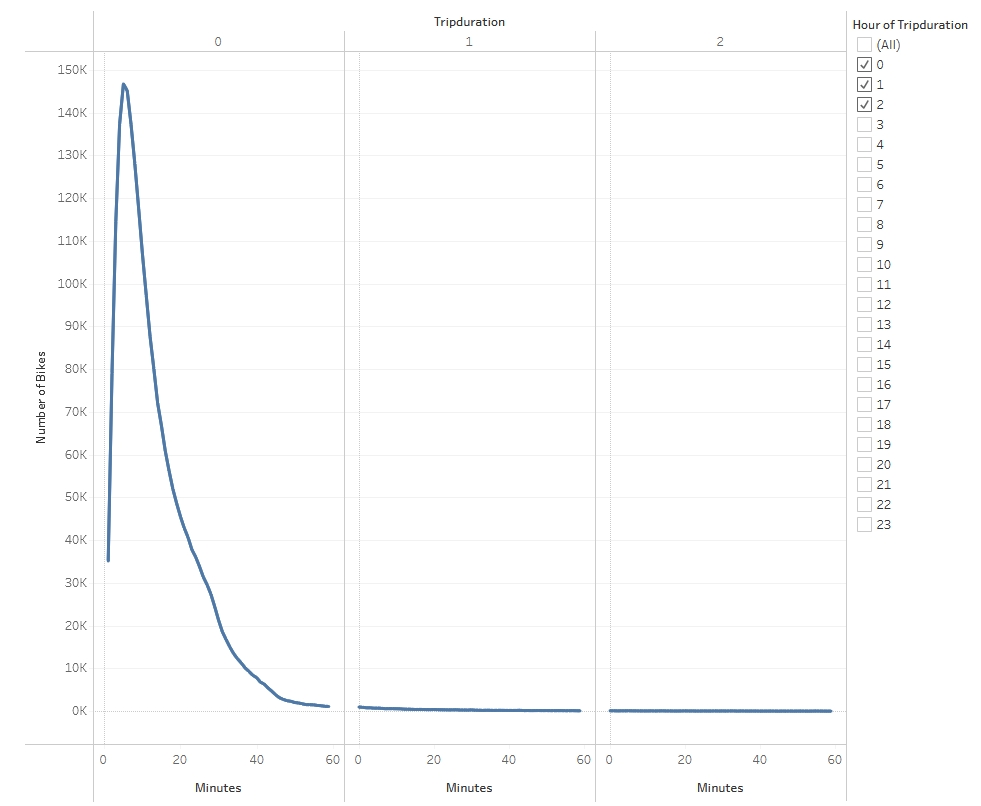 Tripduration
0 1 2
150K
140K
130K
120K
110K
100K
90K
80K
70K
60K
50K
40K
30K
20K
10K
0K
Number of Bikes
0 20 40 60 0 20 40 60 0 20 40 60
Minutes Minutes Minutes
Hour of Tripduration
(All)
0
1
2
3
4
5
6
7
8
9
10
11
12
13
14
15
16
17
18
19
20
21
22
23